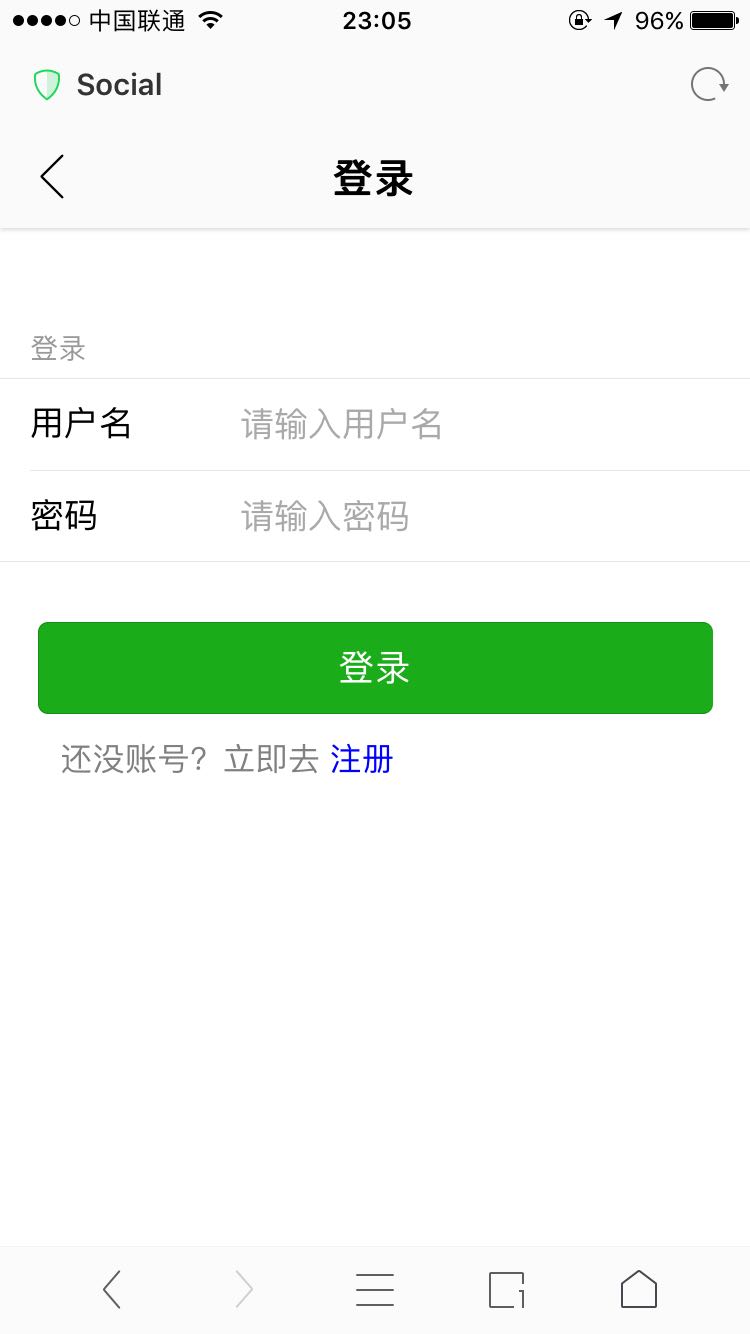 中国联通 23:05 96%
Social
登录
登录
用户名 请输入用户名
密码 请输入密码
登录
还没账号？立即去 注册
1